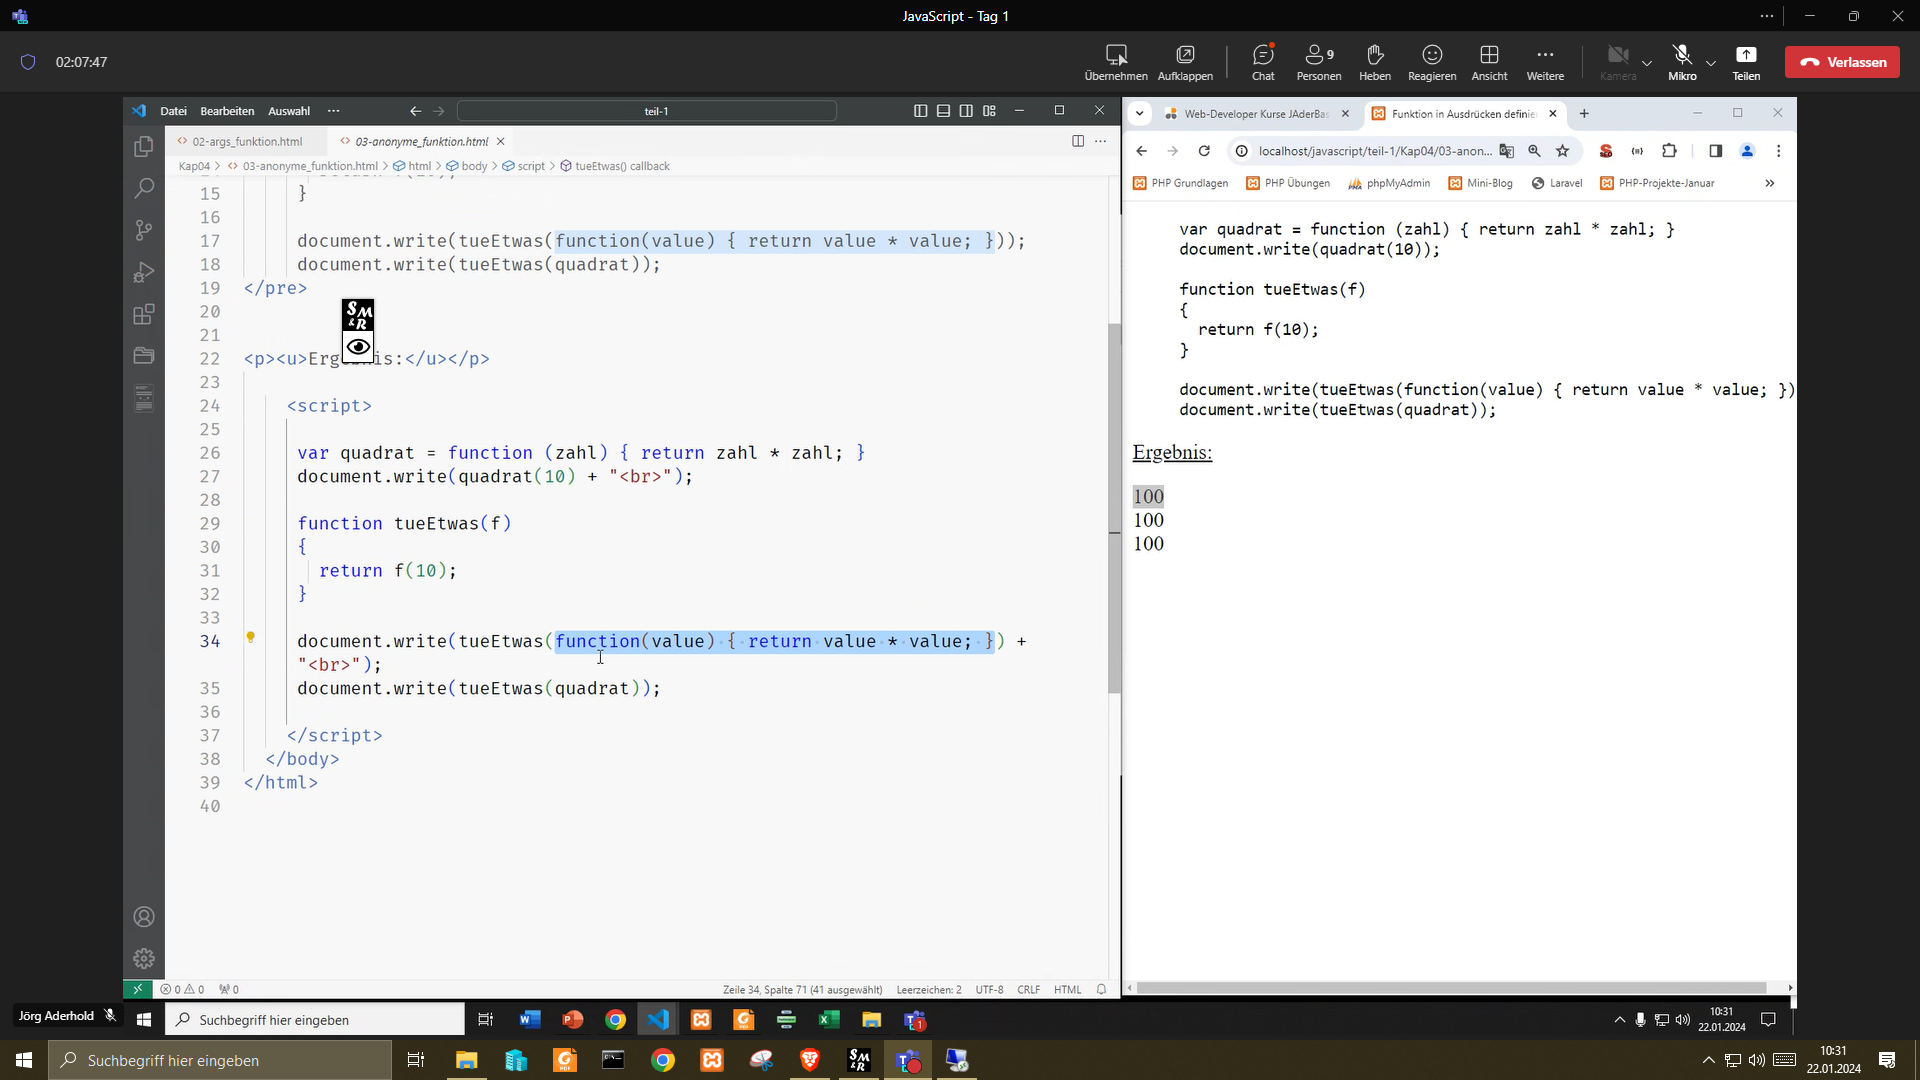 JavaScript - Tag 1
02:07:47
Übernehmen
Aufklappen
Chat
9
Personen
Heben
Reagieren
Ansicht
Weitere
Kamera
Mikro
Teilen
Verlassen
Datei Bearbeiten Auswahl ···
teil-1
02-args_funktion.html
03-anonyme_funktion.html
Kap04 > 03-anonyme_funktion.html > html > body > script > tueEtwas() callback
15 }
16
17 document.write(tueEtwas(function(value) { return value * value; }));
18 document.write(tueEtwas(quadrat));
19 </pre>
20
21
22 <p><u>Ergebnis:</u></p>
23
24 <script>
25
26 var quadrat = function (zahl) { return zahl * zahl; }
27 document.write(quadrat(10) + "<br>");
28
29 function tueEtwas(f)
30 {
31 return f(10);
32 }
33
34 document.write(tueEtwas(function(value) { return value * value; }) +
"<br>");
35 document.write(tueEtwas(quadrat));
36
37 </script>
38 </body>
39 </html>
40
S
M
&
R
0 0 0
Zeile 34, Spalte 71 (41 ausgewählt) Leerzeichen: 2 UTF-8 CRLF HTML
Web-Developer Kurse JAderBas
Funktion in Ausdrücken definie
localhost/javascript/teil-1/Kap04/03-anon...
PHP Grundlagen
PHP Übungen
phpMyAdmin
Mini-Blog
Laravel
PHP-Projekte-Januar
»
var quadrat = function (zahl) { return zahl * zahl; }
document.write(quadrat(10));
function tueEtwas(f)
{
return f(10);
}
document.write(tueEtwas(function(value) { return value * value; })
document.write(tueEtwas(quadrat));
Ergebnis:
100
100
100
Jörg Aderhold
Suchbegriff hier eingeben
10:31
22.01.2024
Suchbegriff hier eingeben
10:31
22.01.2024